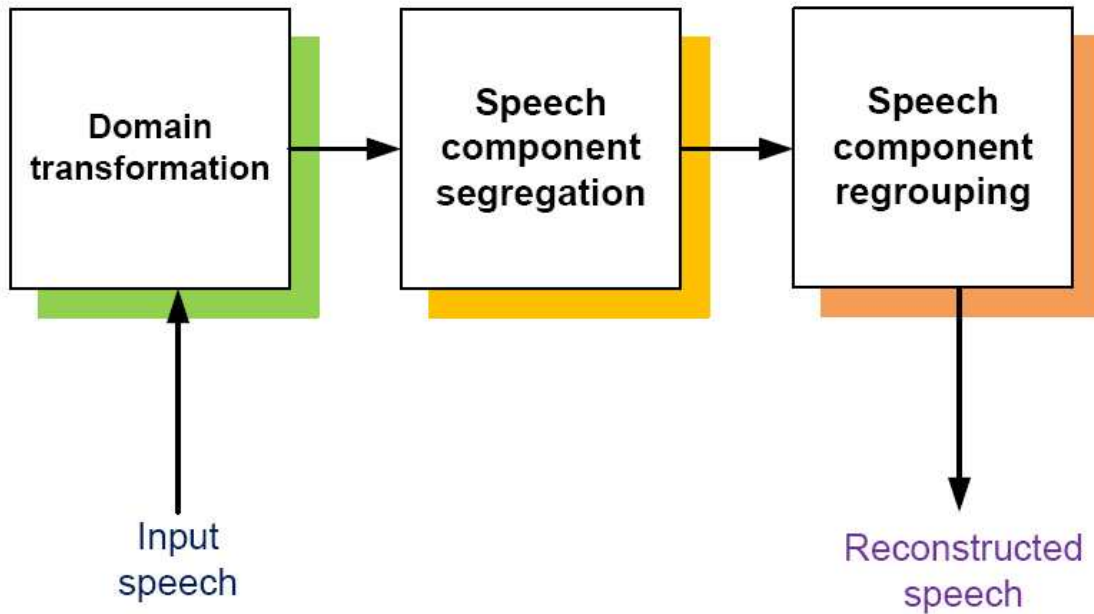 Domain
transformation
Speech
component
segregation
Speech
component
regrouping
Input
speech
Reconstructed
speech